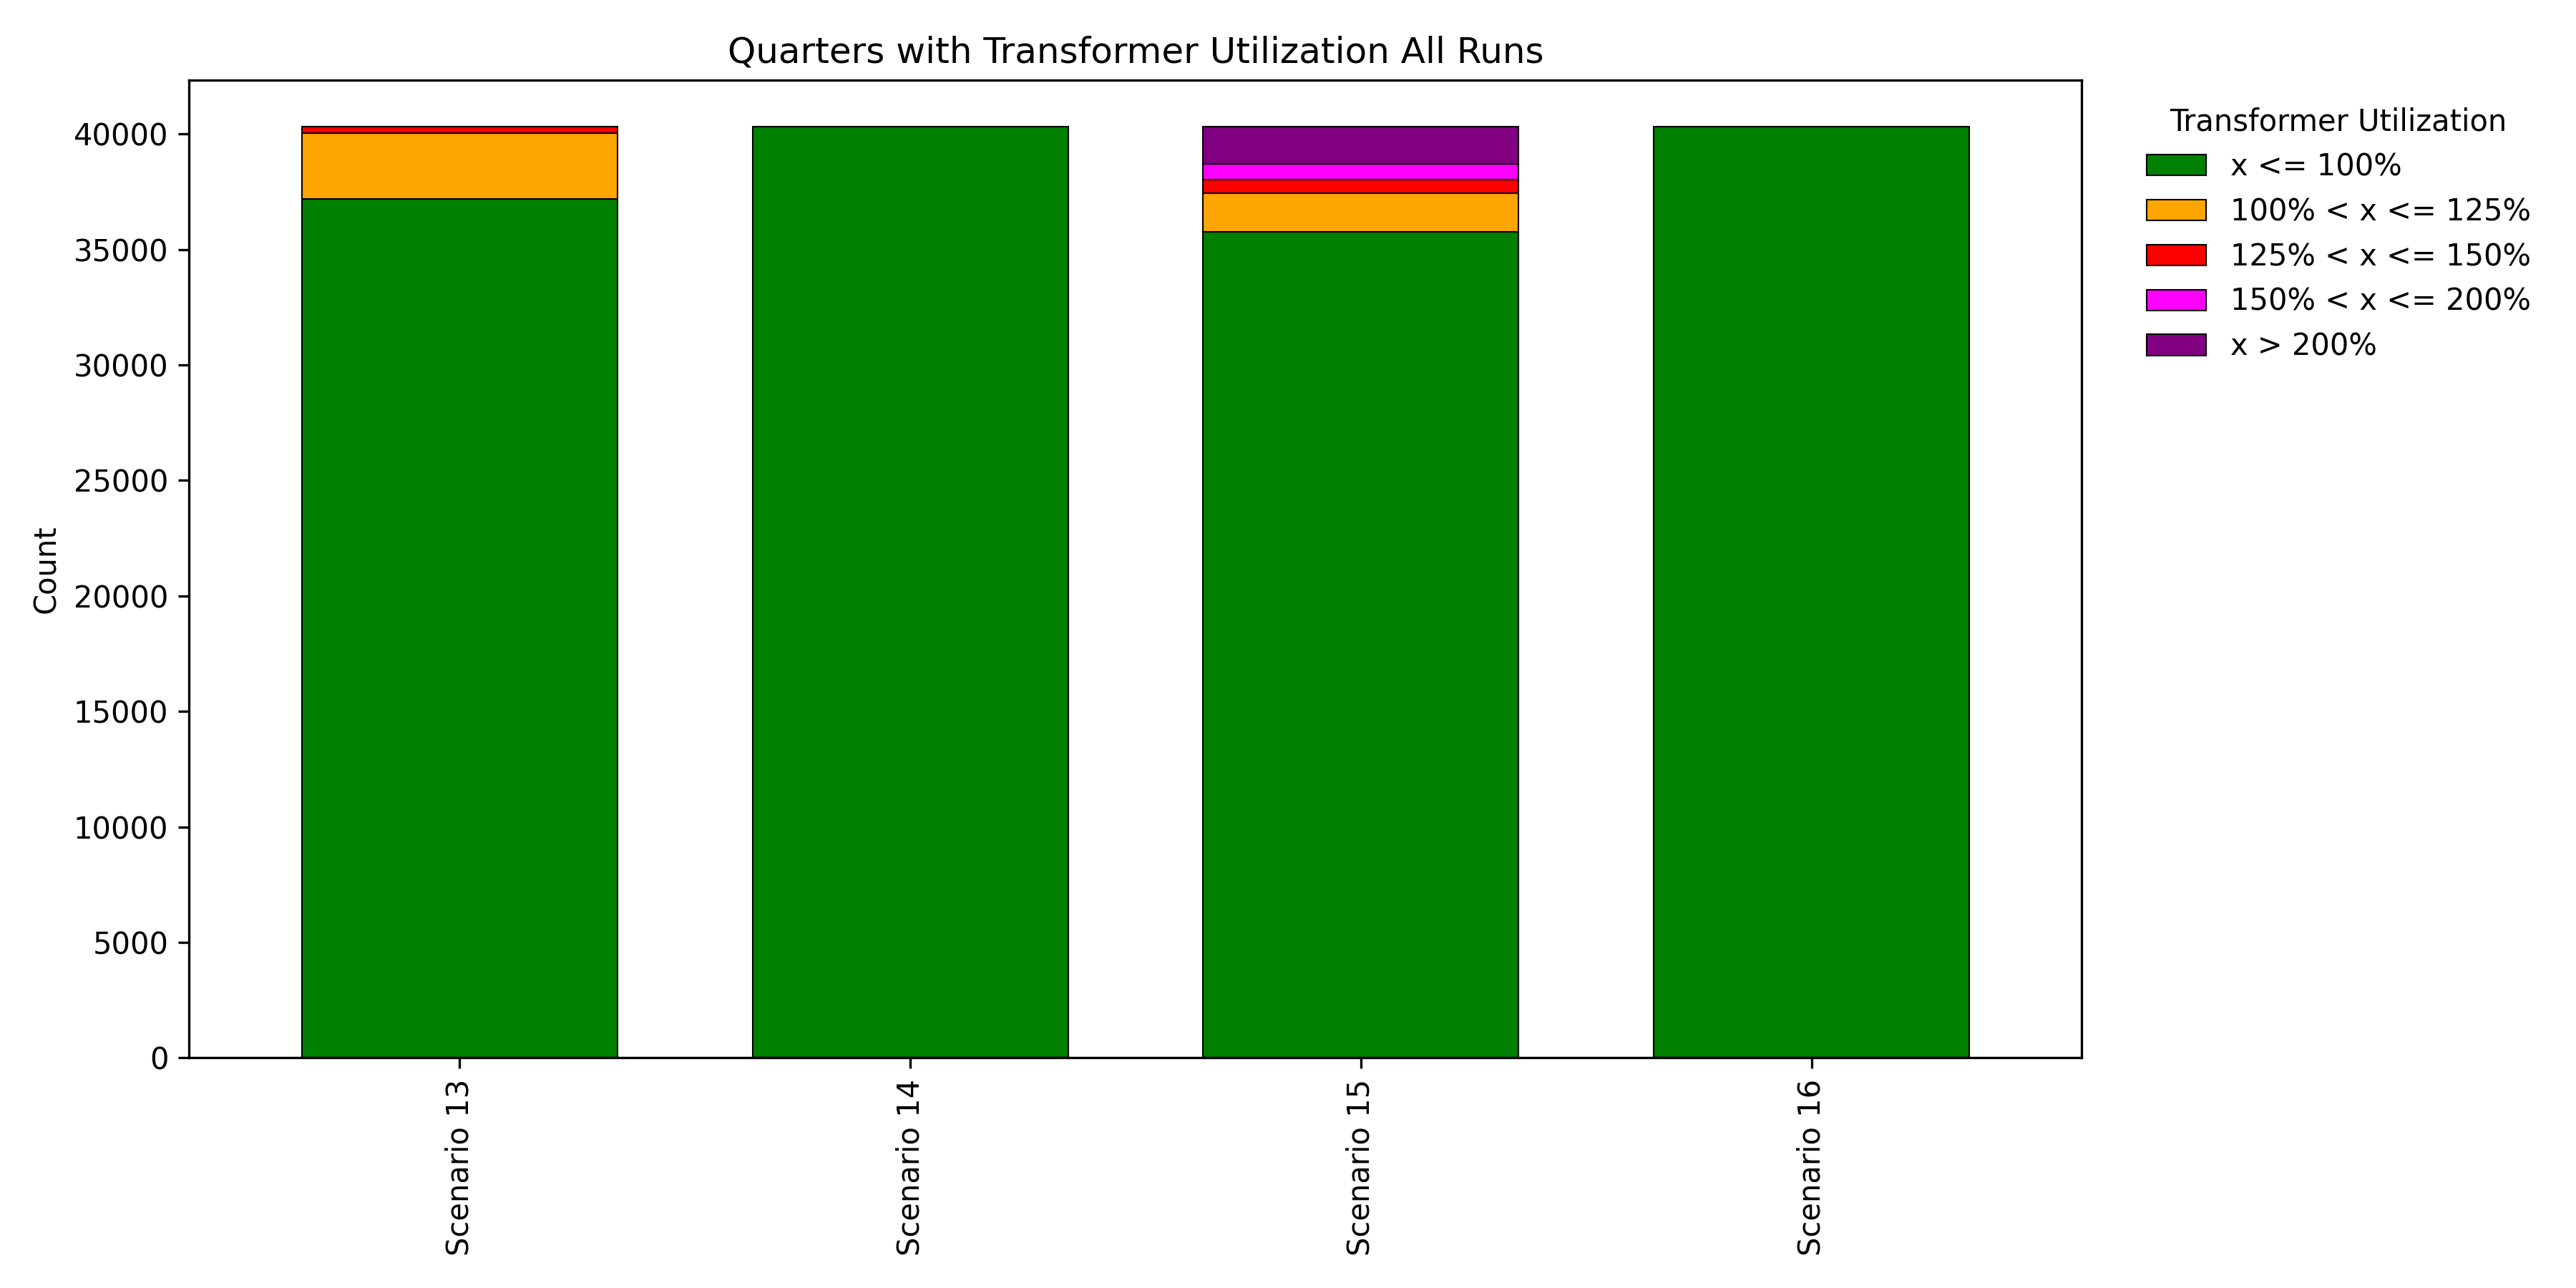 Quarters with Transformer Utilization All Runs
Count
40000
35000
30000
25000
20000
15000
10000
5000
0
Scenario 13
Scenario 14
Scenario 15
Scenario 16
Transformer Utilization
x <= 100%
100% < x <= 125%
125% < x <= 150%
150% < x <= 200%
x > 200%